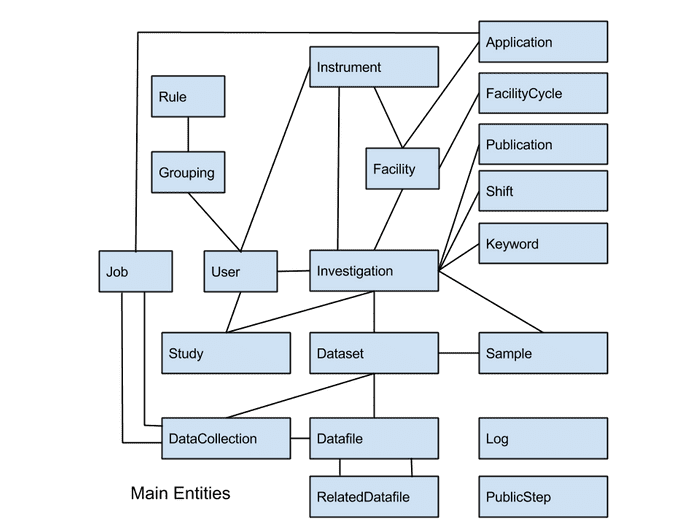 Application
Instrument
Rule
FacilityCycle
Publication
Grouping
Facility
Shift
Keyword
Job
User
Investigation
Study
Dataset
Sample
DataCollection
Datafile
Log
Main Entities
RelatedDatafile
PublicStep